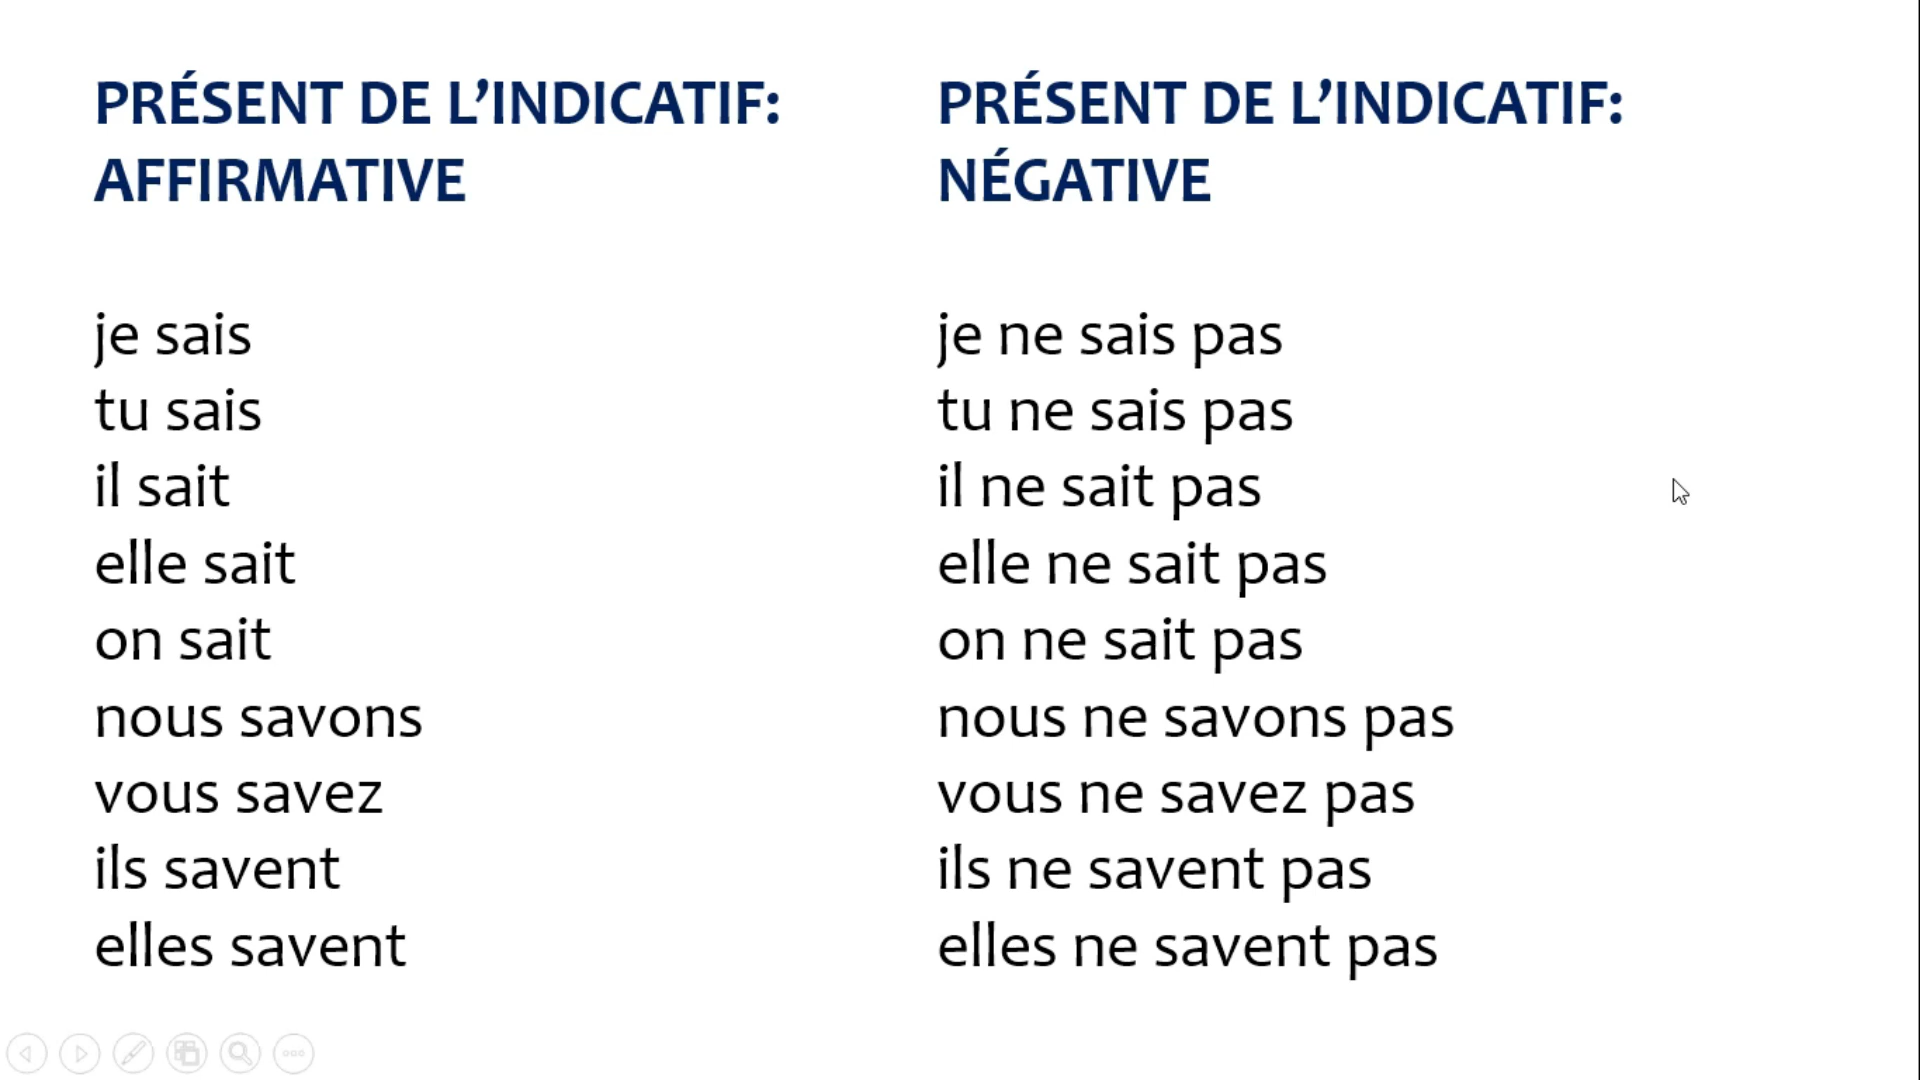 PRÉSENT DE L’INDICATIF:
AFFIRMATIVE
je sais
tu sais
il sait
elle sait
on sait
nous savons
vous savez
ils savent
elles savent
PRÉSENT DE L’INDICATIF:
NÉGATIVE
je ne sais pas
tu ne sais pas
il ne sait pas
elle ne sait pas
on ne sait pas
nous ne savons pas
vous ne savez pas
ils ne savent pas
elles ne savent pas